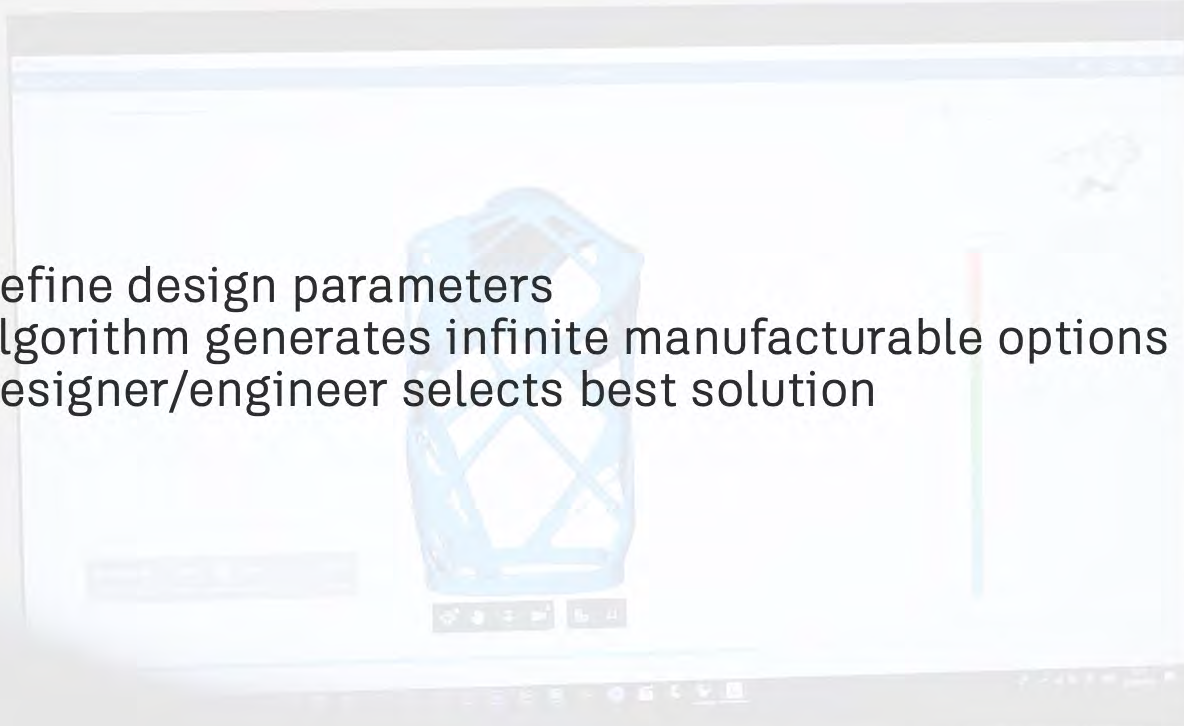 efine design parameters
lgorithm generates infinite manufacturable options
esigner/engineer selects best solution